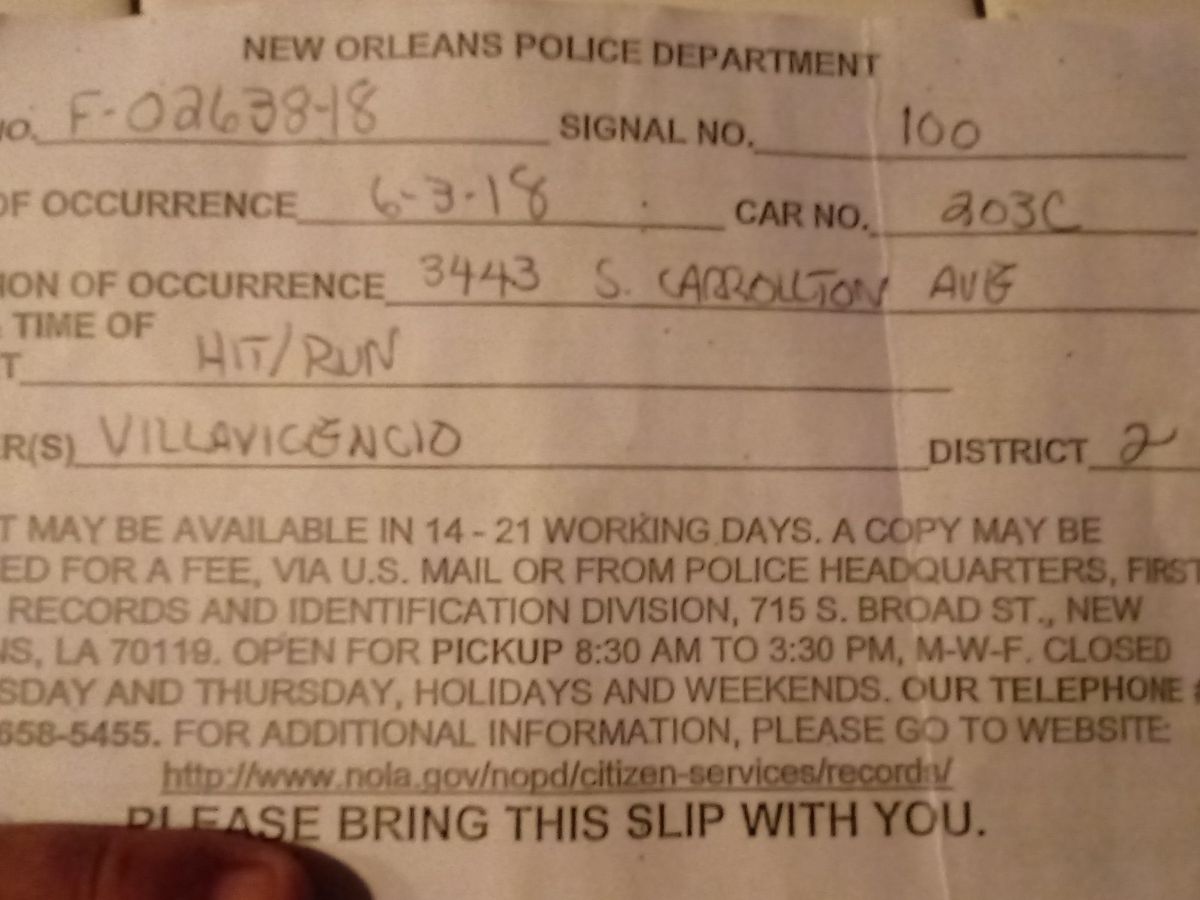 NEW ORLEANS POLICE DEPARTMENT
NO. F-02638-18 SIGNAL NO. 100
OF OCCURRENCE 6-3-18 CAR NO. 203C
ION OF OCCURRENCE 3443 S. CARROLLTON AVE
TIME OF
T HIT/RUN
R(S) VILLAVICENCIO DISTRICT 2
T MAY BE AVAILABLE IN 14 - 21 WORKING DAYS. A COPY MAY BE
ED FOR A FEE, VIA U.S. MAIL OR FROM POLICE HEADQUARTERS, FIRST
RECORDS AND IDENTIFICATION DIVISION, 715 S. BROAD ST., NEW
NS, LA 70119. OPEN FOR PICKUP 8:30 AM TO 3:30 PM, M-W-F. CLOSED
SDAY AND THURSDAY, HOLIDAYS AND WEEKENDS. OUR TELEPHONE #
658-5455. FOR ADDITIONAL INFORMATION, PLEASE GO TO WEBSITE:
http://www.nola.gov/nopd/citizen-services/records/
PLEASE BRING THIS SLIP WITH YOU.